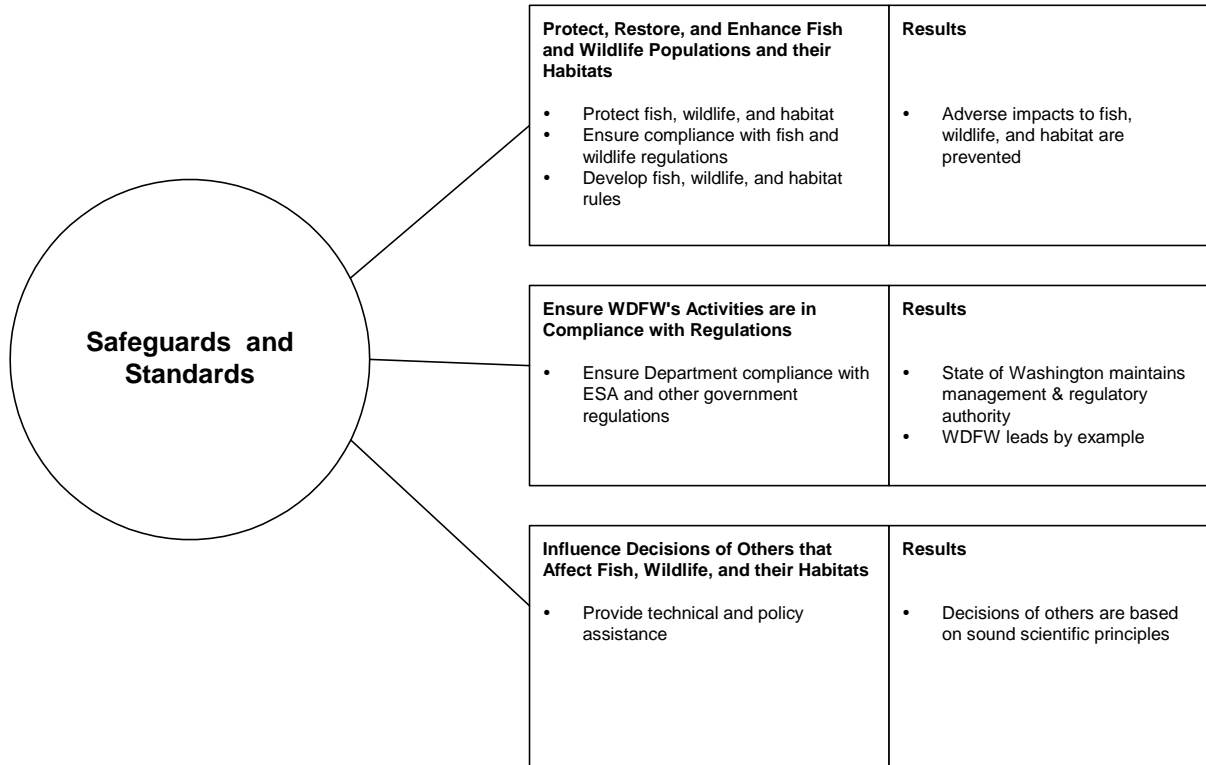 Safeguards and
Standards
Protect, Restore, and Enhance Fish
and Wildlife Populations and their
Habitats
• Protect fish, wildlife, and habitat
• Ensure compliance with fish and
wildlife regulations
• Develop fish, wildlife, and habitat
rules
Results
• Adverse impacts to fish,
wildlife, and habitat are
prevented
Ensure WDFW's Activities are in
Compliance with Regulations
• Ensure Department compliance with
ESA and other government
regulations
Results
• State of Washington maintains
management & regulatory
authority
• WDFW leads by example
Influence Decisions of Others that
Affect Fish, Wildlife, and their Habitats
• Provide technical and policy
assistance
Results
• Decisions of others are based
on sound scientific principles